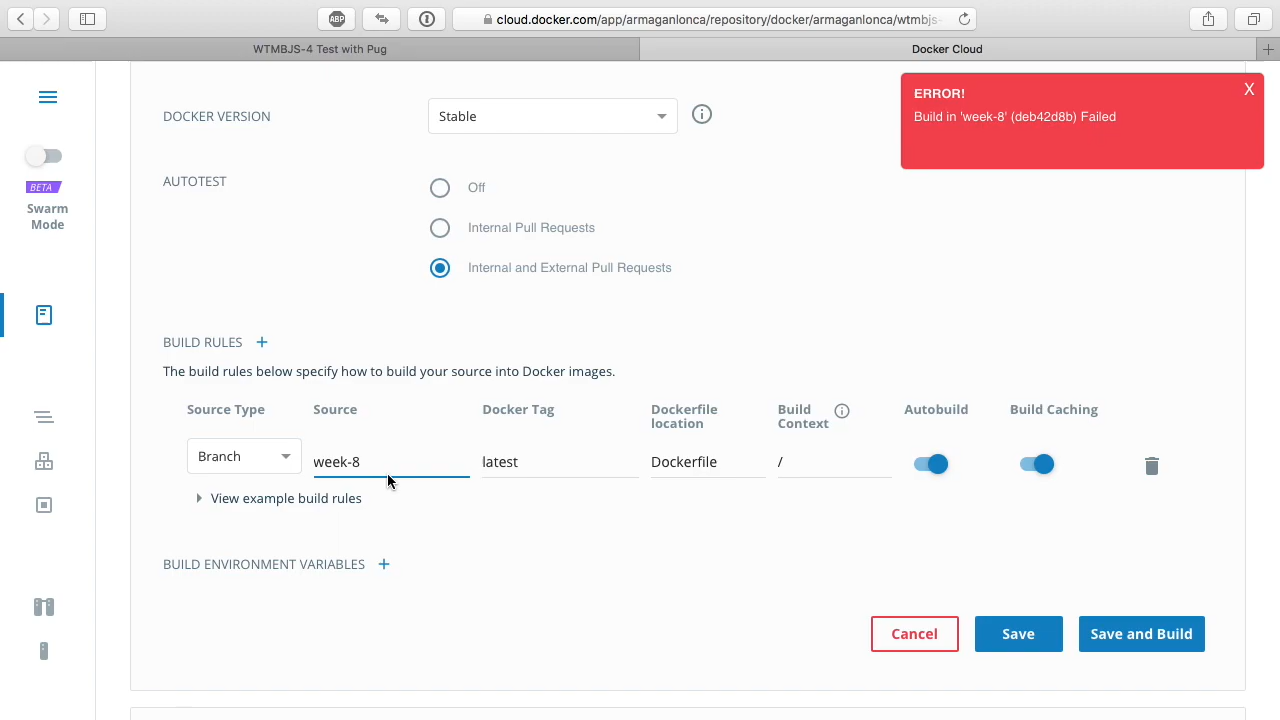 ABP
cloud.docker.com/app/armaganlonca/repository/docker/armaganlonca/wtmbjs-
WTMBJS-4 Test with Pug
Docker Cloud
ERROR!
X
Build in 'week-8' (deb42d8b) Failed
DOCKER VERSION
Stable
AUTOTEST
Off
Internal Pull Requests
Internal and External Pull Requests
BETA
Swarm
Mode
BUILD RULES +
The build rules below specify how to build your source into Docker images.
Source Type
Source
Docker Tag
Dockerfile
location
Build
Context
Autobuild
Build Caching
Branch
week-8
latest
Dockerfile
/
View example build rules
BUILD ENVIRONMENT VARIABLES +
Cancel
Save
Save and Build